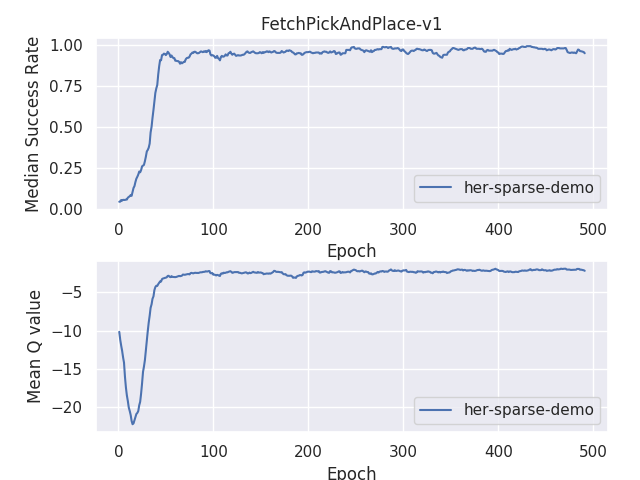 FetchPickAndPlace-v1
Median Success Rate
1.00
0.75
0.50
0.25
0.00
her-sparse-demo
0 100 200 300 400 500
Epoch
Mean Q value
−5
−10
−15
−20
her-sparse-demo
0 100 200 300 400 500
Epoch